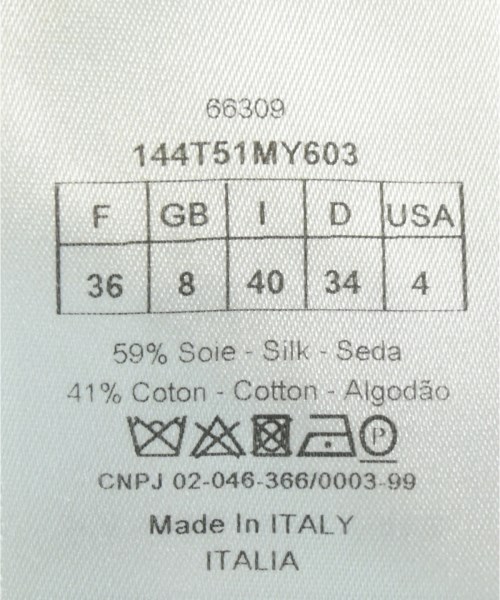 66309
144T51MY603
F GB I D USA
36 8 40 34 4
59% Soie - Silk - Seda
41% Coton - Cotton - Algodão
P
CNPJ 02-046-366/0003-99
Made In ITALY
ITALIA